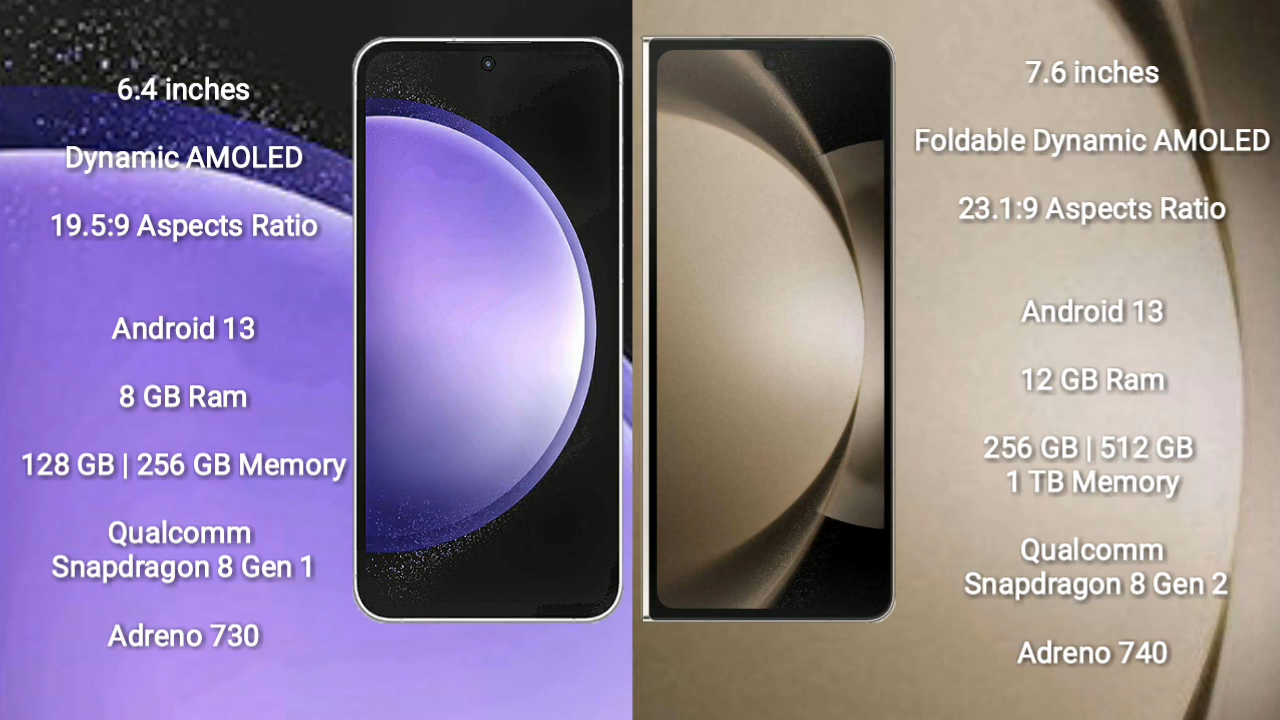 6.4 inches
Dynamic AMOLED
19.5:9 Aspects Ratio
Android 13
8 GB Ram
128 GB | 256 GB Memory
Qualcomm
Snapdragon 8 Gen 1
Adreno 730
7.6 inches
Foldable Dynamic AMOLED
23.1:9 Aspects Ratio
Android 13
12 GB Ram
256 GB | 512 GB
1 TB Memory
Qualcomm
Snapdragon 8 Gen 2
Adreno 740